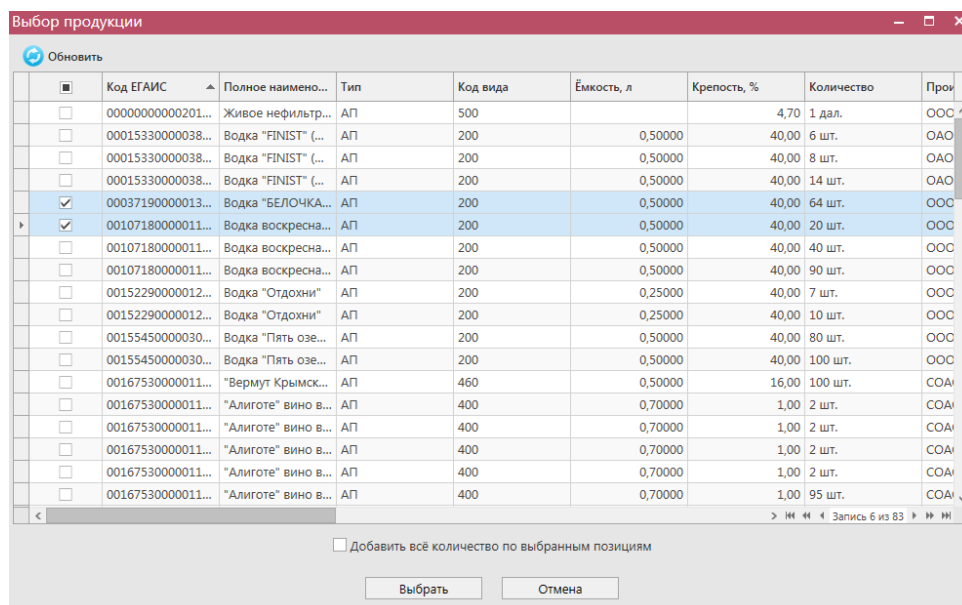 Выбор продукции
Обновить
Код ЕГАИС Полное наимено... Тип Код вида Ёмкость, л Крепость, % Количество Прои
00000000000201... Живое нефильтр... АП 500 4,70 1 дал. ООО
00015330000038... Водка "FINIST" (... АП 200 0,50000 40,00 6 шт. ОАО
00015330000038... Водка "FINIST" (... АП 200 0,50000 40,00 8 шт. ОАО
00015330000038... Водка "FINIST" (... АП 200 0,50000 40,00 14 шт. ОАО
00037190000013... Водка "БЕЛОЧКА... АП 200 0,50000 40,00 64 шт. ООО
00107180000011... Водка воскресна... АП 200 0,50000 40,00 20 шт. ООО
00107180000011... Водка воскресна... АП 200 0,50000 40,00 40 шт. ООО
00107180000011... Водка воскресна... АП 200 0,50000 40,00 90 шт. ООО
00152290000012... Водка "Отдохни" АП 200 0,25000 40,00 7 шт. ООО
00152290000012... Водка "Отдохни" АП 200 0,25000 40,00 10 шт. ООО
00155450000030... Водка "Пять озе... АП 200 0,50000 40,00 80 шт. ООО
00155450000030... Водка "Пять озе... АП 200 0,50000 40,00 100 шт. ООО
00167530000011... "Вермут Крымск... АП 460 0,50000 16,00 100 шт. СОАО
00167530000011... "Алиготе" вино в... АП 400 0,70000 1,00 2 шт. СОАО
00167530000011... "Алиготе" вино в... АП 400 0,70000 1,00 2 шт. СОАО
00167530000011... "Алиготе" вино в... АП 400 0,70000 1,00 2 шт. СОАО
00167530000011... "Алиготе" вино в... АП 400 0,70000 1,00 95 шт. СОАО
Запись 6 из 83
Добавить всё количество по выбранным позициям
Выбрать Отмена